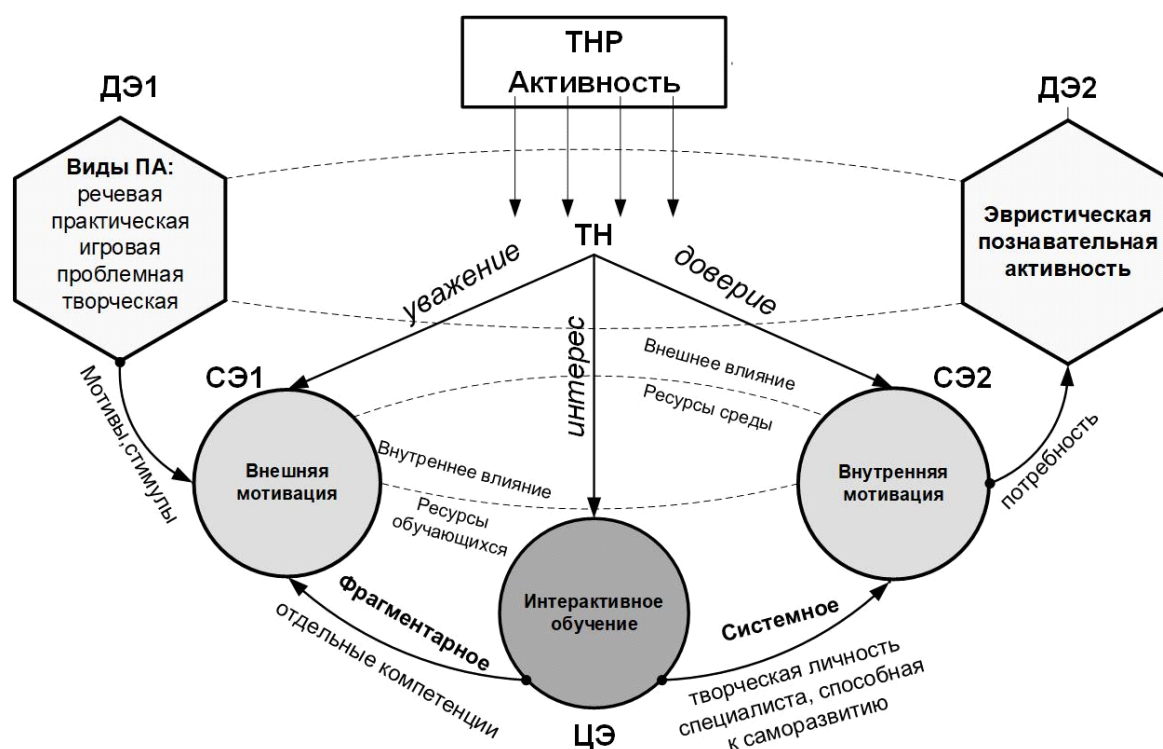 ТНР
Активность
ДЭ1
ДЭ2
Виды ПА:
речевая
практическая
игровая
проблемная
творческая
Эвристическая
познавательная
активность
ТН
уважение
интерес
доверие
Мотивы,стимулы
СЭ1
Внешняя
мотивация
Внешнее влияние
Ресурсы среды
СЭ2
Внутренняя
мотивация
потребность
Внутреннее влияние
Ресурсы
обучающихся
Интерактивное
обучение
Фрагментарное
отдельные компетенции
Системное
творческая личность
специалиста, способная
к саморазвитию
ЦЭ